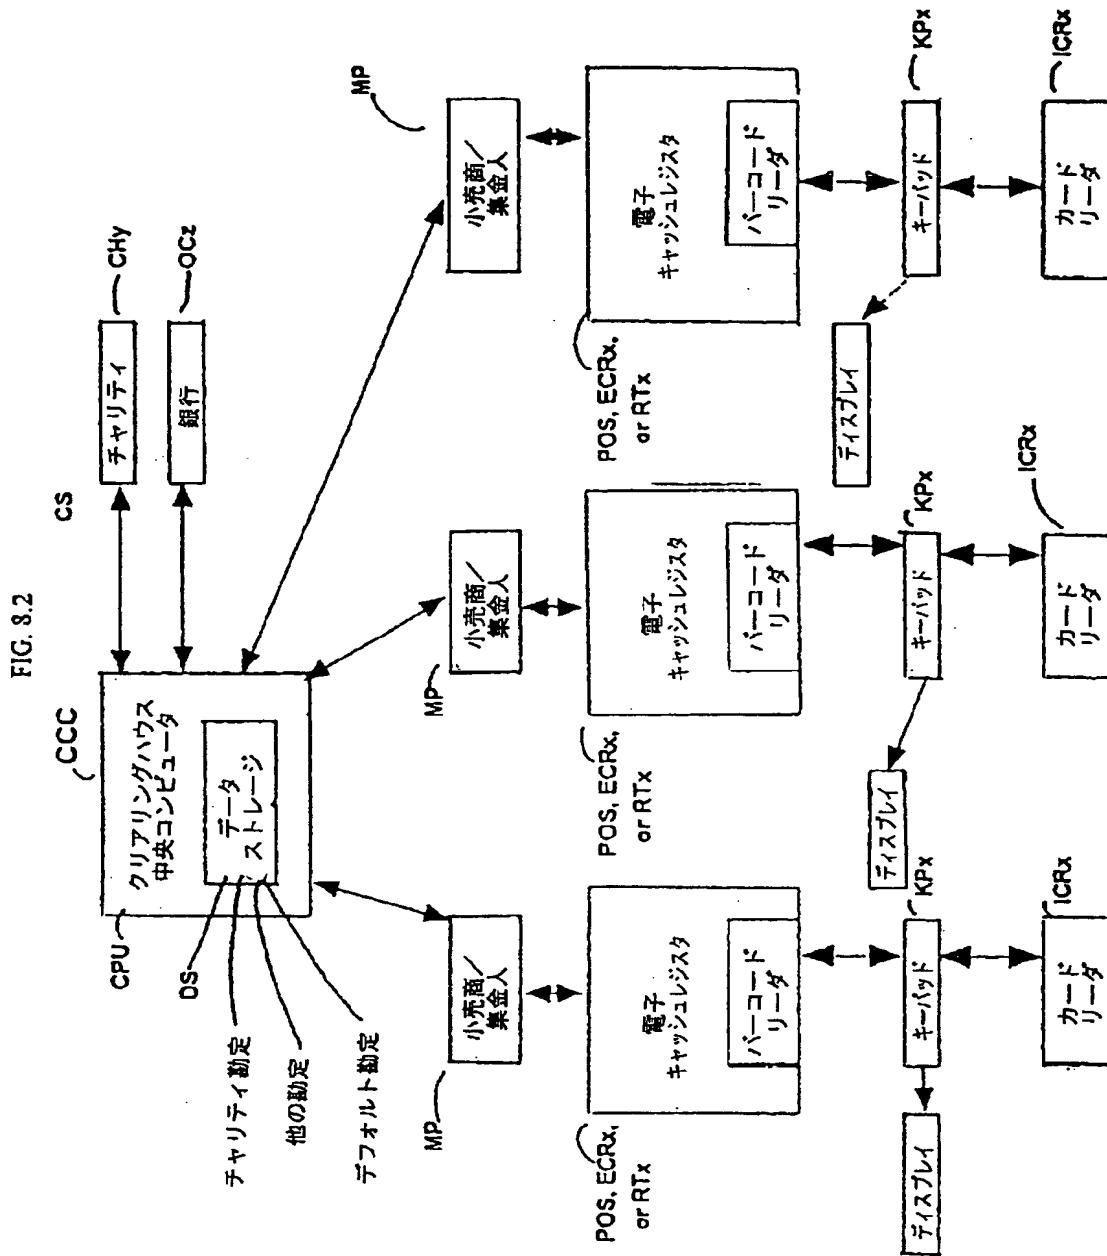 FIG. 8.2
CCC
CS
クリアリングハウス
中央コンピュータ
データ
ストレージ
CPU
DS
チャリティ勘定
他の勘定
デフォルト勘定
チャリティ
CHy
銀行
OCz
MP
小売商/
集金人
MP
小売商/
集金人
MP
小売商/
集金人
POS, ECRx,
or RTx
電子
キャッシュレジスタ
バーコード
リーダ
POS, ECRx,
or RTx
電子
キャッシュレジスタ
バーコード
リーダ
POS, ECRx,
or RTx
電子
キャッシュレジスタ
バーコード
リーダ
ディスプレイ
キーパッド
KPx
ディスプレイ
キーパッド
KPx
ディスプレイ
キーパッド
KPx
カード
リーダ
ICRx
カード
リーダ
ICRx
カード
リーダ
ICRx